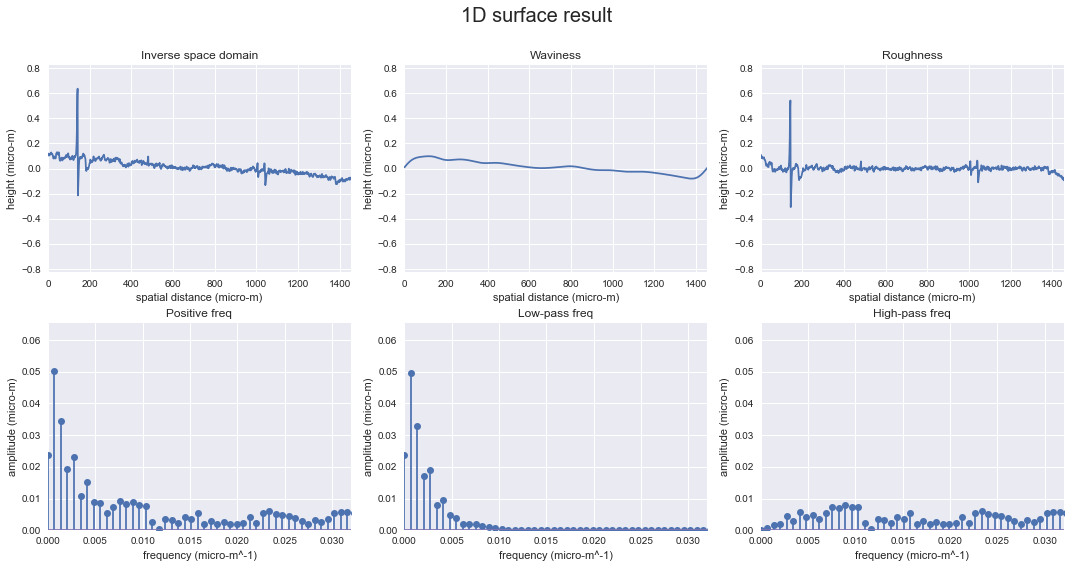 1D surface result
Inverse space domain
Waviness
Roughness
height (micro-m)
0.8
0.6
0.4
0.2
0.0
−0.2
−0.4
−0.6
−0.8
0 200 400 600 800 1000 1200 1400
spatial distance (micro-m)
height (micro-m)
0.8
0.6
0.4
0.2
0.0
−0.2
−0.4
−0.6
−0.8
0 200 400 600 800 1000 1200 1400
spatial distance (micro-m)
height (micro-m)
0.8
0.6
0.4
0.2
0.0
−0.2
−0.4
−0.6
−0.8
0 200 400 600 800 1000 1200 1400
spatial distance (micro-m)
Positive freq
Low-pass freq
High-pass freq
amplitude (micro-m)
0.06
0.05
0.04
0.03
0.02
0.01
0.00
0.000 0.005 0.010 0.015 0.020 0.025 0.030
frequency (micro-m^-1)
amplitude (micro-m)
0.06
0.05
0.04
0.03
0.02
0.01
0.00
0.000 0.005 0.010 0.015 0.020 0.025 0.030
frequency (micro-m^-1)
amplitude (micro-m)
0.06
0.05
0.04
0.03
0.02
0.01
0.00
0.000 0.005 0.010 0.015 0.020 0.025 0.030
frequency (micro-m^-1)